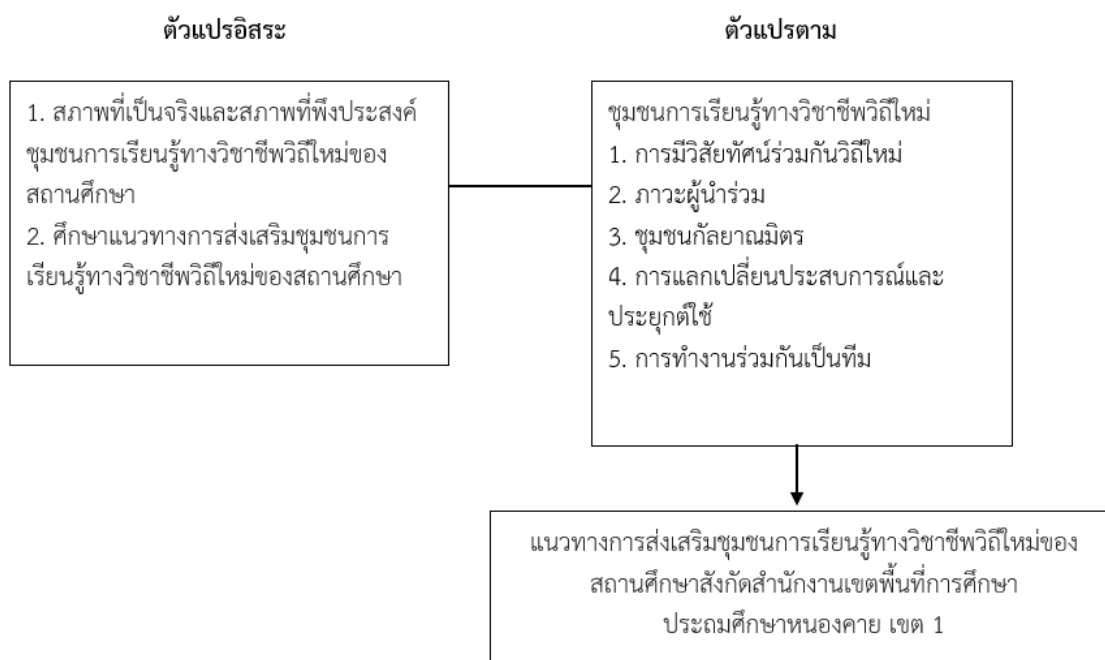 ตัวแปรอิสระ
ตัวแปรตาม
1. สภาพที่เป็นจริงและสภาพที่พึงประสงค์
ชุมชนการเรียนรู้ทางวิชาชีพวิถีใหม่ของ
สถานศึกษา
2. ศึกษาแนวทางการส่งเสริมชุมชนการ
เรียนรู้ทางวิชาชีพวิถีใหม่ของสถานศึกษา
ชุมชนการเรียนรู้ทางวิชาชีพวิถีใหม่
1. การมีวิสัยทัศน์ร่วมกันวิถีใหม่
2. ภาวะผู้นำร่วม
3. ชุมชนกัลยาณมิตร
4. การแลกเปลี่ยนประสบการณ์และ
ประยุกต์ใช้
5. การทำงานร่วมกันเป็นทีม
แนวทางการส่งเสริมชุมชนการเรียนรู้ทางวิชาชีพวิถีใหม่ของ
สถานศึกษาสังกัดสำนักงานเขตพื้นที่การศึกษา
ประถมศึกษาหนองคาย เขต 1